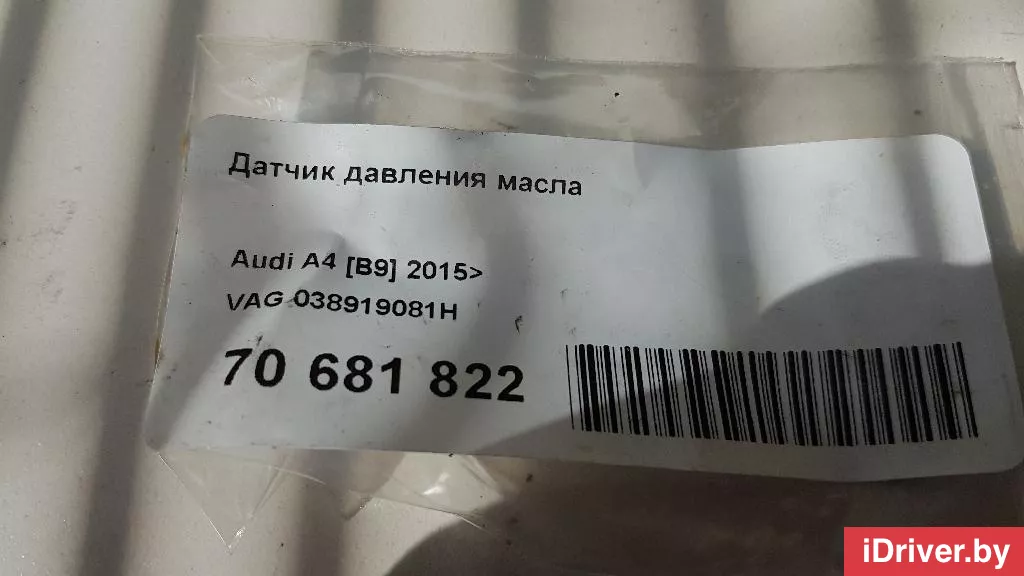 Датчик давления масла
Audi A4 [B9] 2015>
VAG 038919081H
70 681 822
iDriver.by